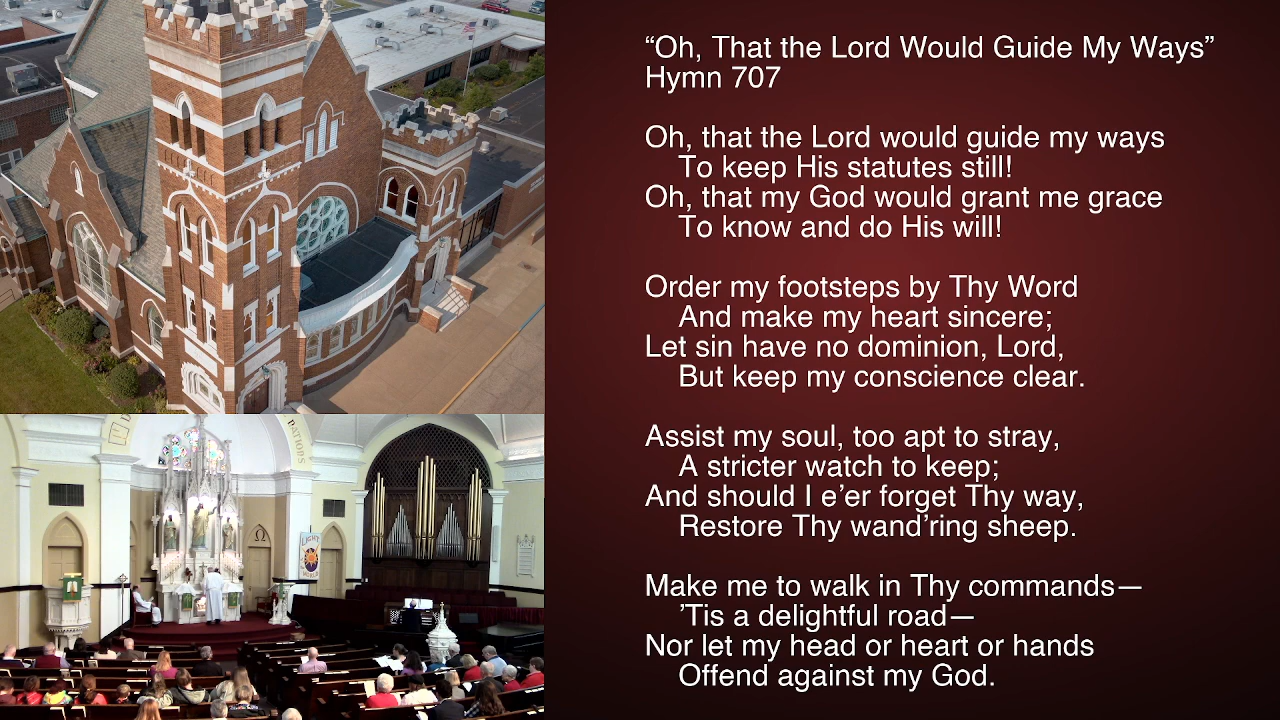 “Oh, That the Lord Would Guide My Ways”
Hymn 707
Oh, that the Lord would guide my ways
To keep His statutes still!
Oh, that my God would grant me grace
To know and do His will!
Order my footsteps by Thy Word
And make my heart sincere;
Let sin have no dominion, Lord,
But keep my conscience clear.
Assist my soul, too apt to stray,
A stricter watch to keep;
And should I e’er forget Thy way,
Restore Thy wand’ring sheep.
Make me to walk in Thy commands—
’Tis a delightful road—
Nor let my head or heart or hands
Offend against my God.
PATIORIS
Ω
LIGHT
WORLD